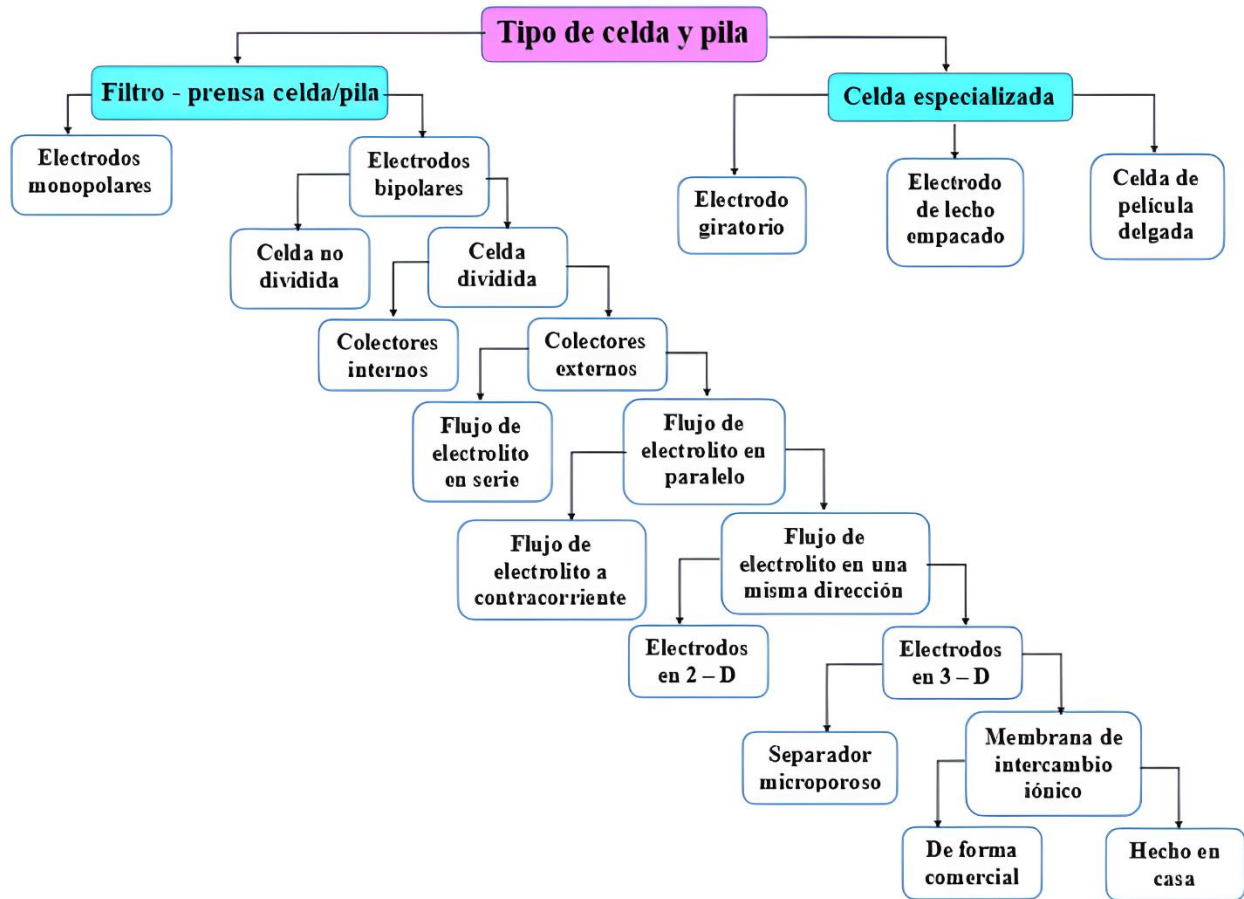 Tipo de celda y pila
Filtro - prensa celda/pila
Celda especializada
Electrodos
monopolares
Electrodos
bipolares
Electrodo
giratorio
Electrodo
de lecho
empacado
Celda de
película
delgada
Celda no
dividida
Celda
dividida
Colectores
internos
Colectores
externos
Flujo de
electrolito
en serie
Flujo de
electrolito en
paralelo
Flujo de
electrolito a
contracorriente
Flujo de
electrolito en una
misma dirección
Electrodos
en 2 – D
Electrodos
en 3 – D
Separador
microporoso
Membrana de
intercambio
iónico
De forma
comercial
Hecho en
casa